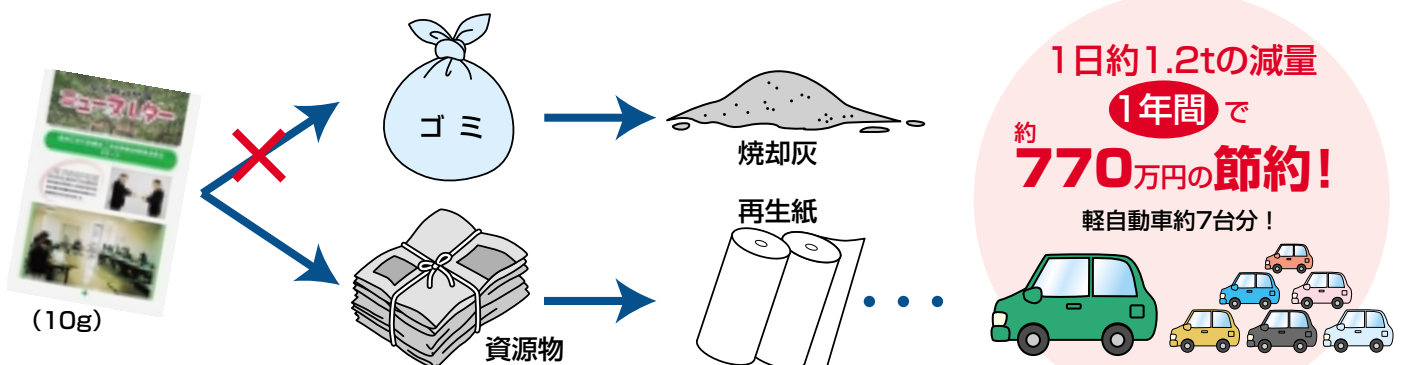 ニュースレター
(10g)
ゴミ
焼却灰
資源物
再生紙
1日約1.2tの減量
1年間で
約770万円の節約!
軽自動車約7台分!